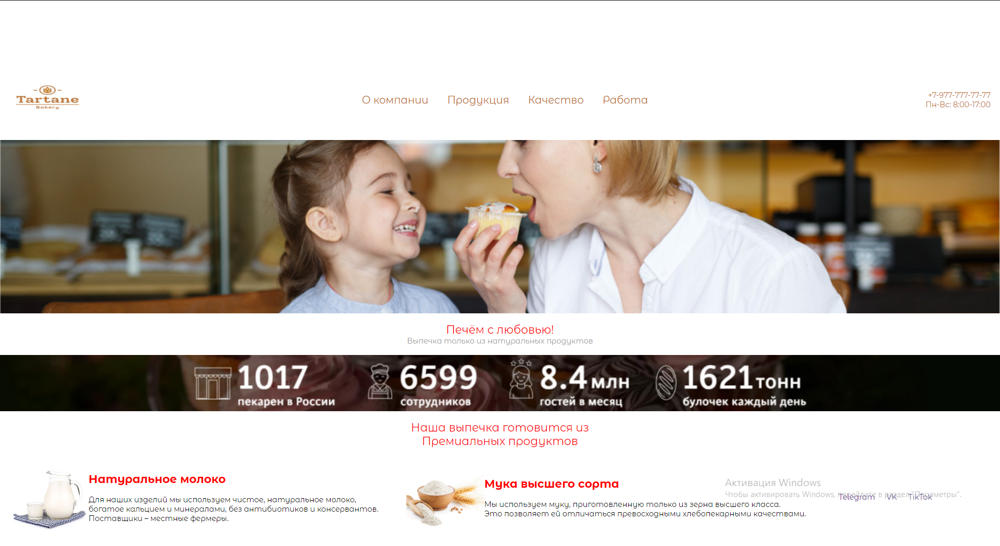 Tartane
Bakery
О компании Продукция Качество Работа
+7-977-777-77-77
Пн-Вс: 8:00-17:00
Печём с любовью!
Выпечка только из натуральных продуктов
1017
пекарен в России
6599
сотрудников
8.4 млн
гостей в месяц
1621 тонн
булочек каждый день
Наша выпечка готовится из
Премиальных продуктов
Натуральное молоко
Для наших изделий мы используем чистое, натуральное молоко,
богатое кальцием и минералами, без антибиотиков и консервантов.
Поставщики – местные фермеры.
Мука высшего сорта
Мы используем муку, приготовленную только из зерна высшего класса.
Это позволяет ей отличаться превосходными хлебопекарными качествами.
Активация Windows
Чтобы активировать Windows, перейдите в раздел "Параметры".
Telegram VK TikTok